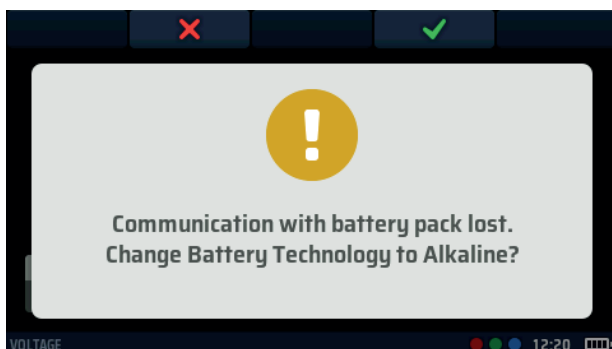 Communication with battery pack lost.
Change Battery Technology to Alkaline?
VOLTAGE
12:20